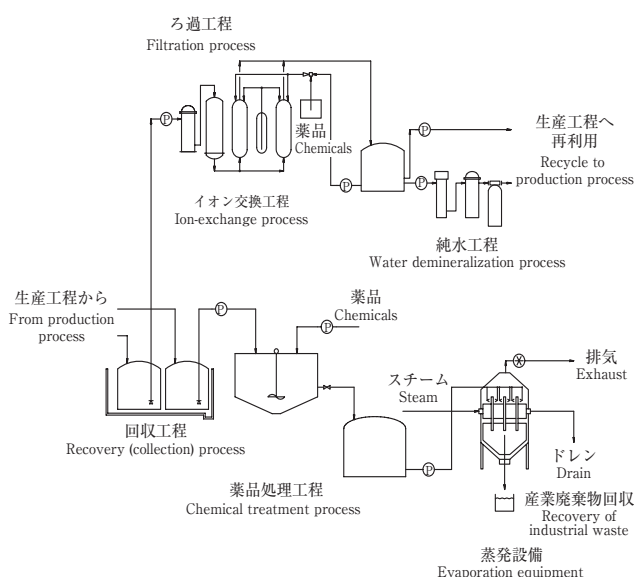 ろ過工程
Filtration process
Ⓟ
薬品
Chemicals
Ⓟ
生産工程へ
再利用
Recycle to
production process
Ⓟ
Ⓟ
イオン交換工程
Ion-exchange process
純水工程
Water demineralization process
生産工程から
From production
process
Ⓟ
薬品
Chemicals
Ⓟ
回収工程
Recovery (collection) process
スチーム
Steam
排気
Exhaust
ドレン
Drain
Ⓟ
薬品処理工程
Chemical treatment process
産業廃棄物回収
Recovery of
industrial waste
蒸発設備
Evaporation equipment